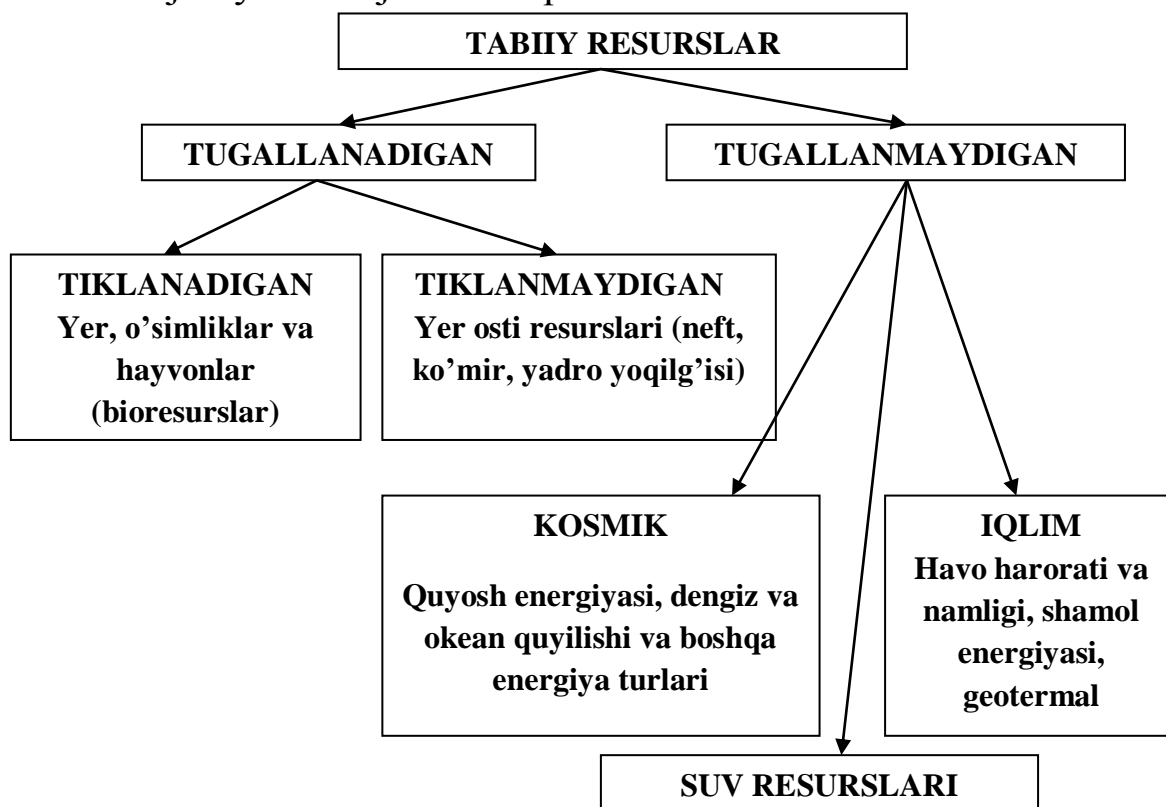 TABIIY RESURSLAR
TUGALLANADIGAN
TUGALLANMAYDIGAN
TIKLANADIGAN
Yer, o’simliklar va
hayvonlar
(bioresurslar)
TIKLANMAYDIGAN
Yer osti resurslari (neft,
ko’mir, yadro yoqilg’isi)
KOSMIK
Quyosh energiyasi, dengiz va
okean quyilishi va boshqa
energiya turlari
IQLIM
Havo harorati va
namligi, shamol
energiyasi,
geotermal
SUV RESURSLARI